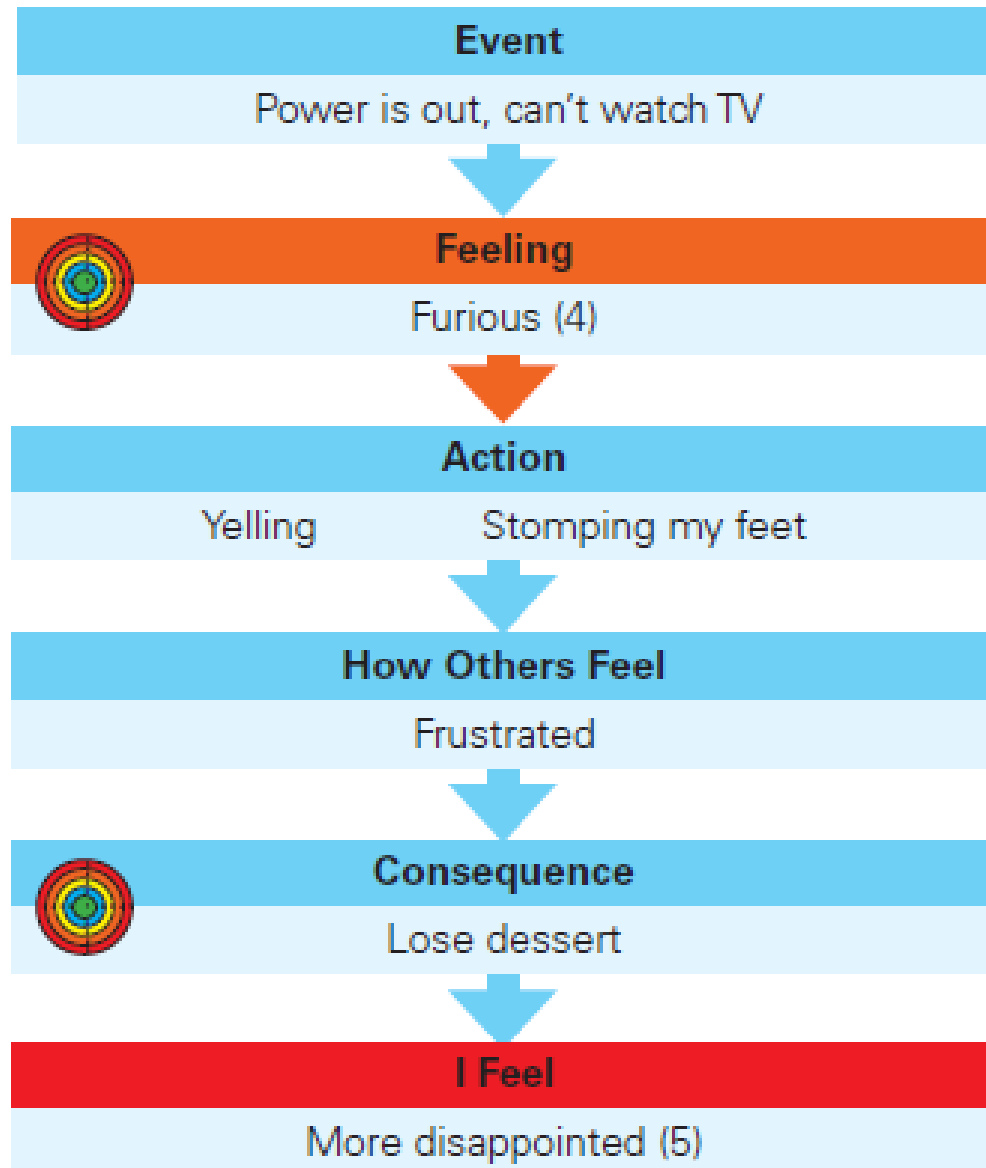 Event
Power is out, can't watch TV
Feeling
Furious (4)
Action
Yelling Stomping my feet
How Others Feel
Frustrated
Consequence
Lose dessert
I Feel
More disappointed (5)